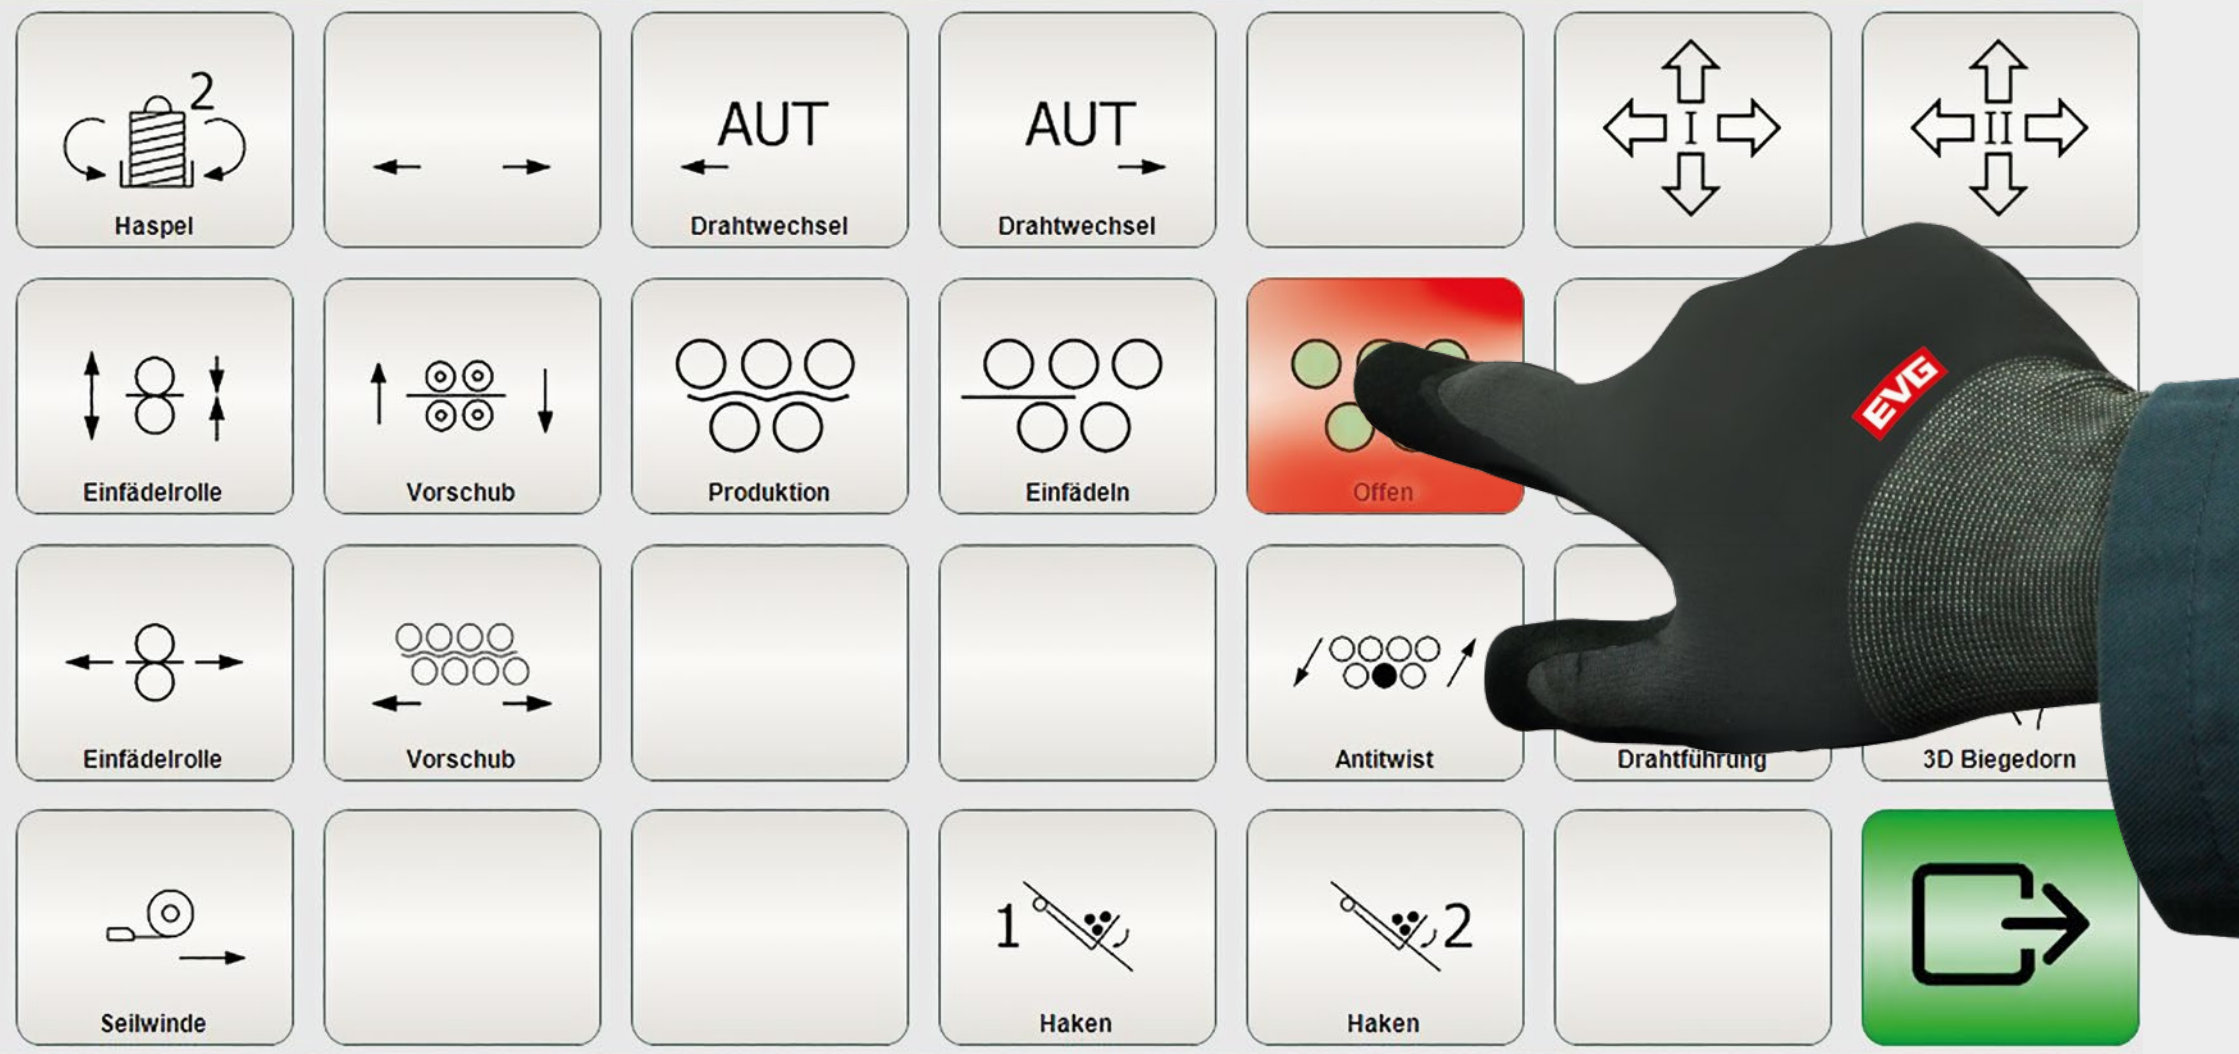 2
Haspel
AUT
Drahtwechsel
AUT
Drahtwechsel
I
II
Einfädelrolle
Vorschub
Produktion
Einfädeln
Offen
EVG
Einfädelrolle
Vorschub
Antitwist
Drahtführung
3D Biegedorn
Seilwinde
1
Haken
2
Haken